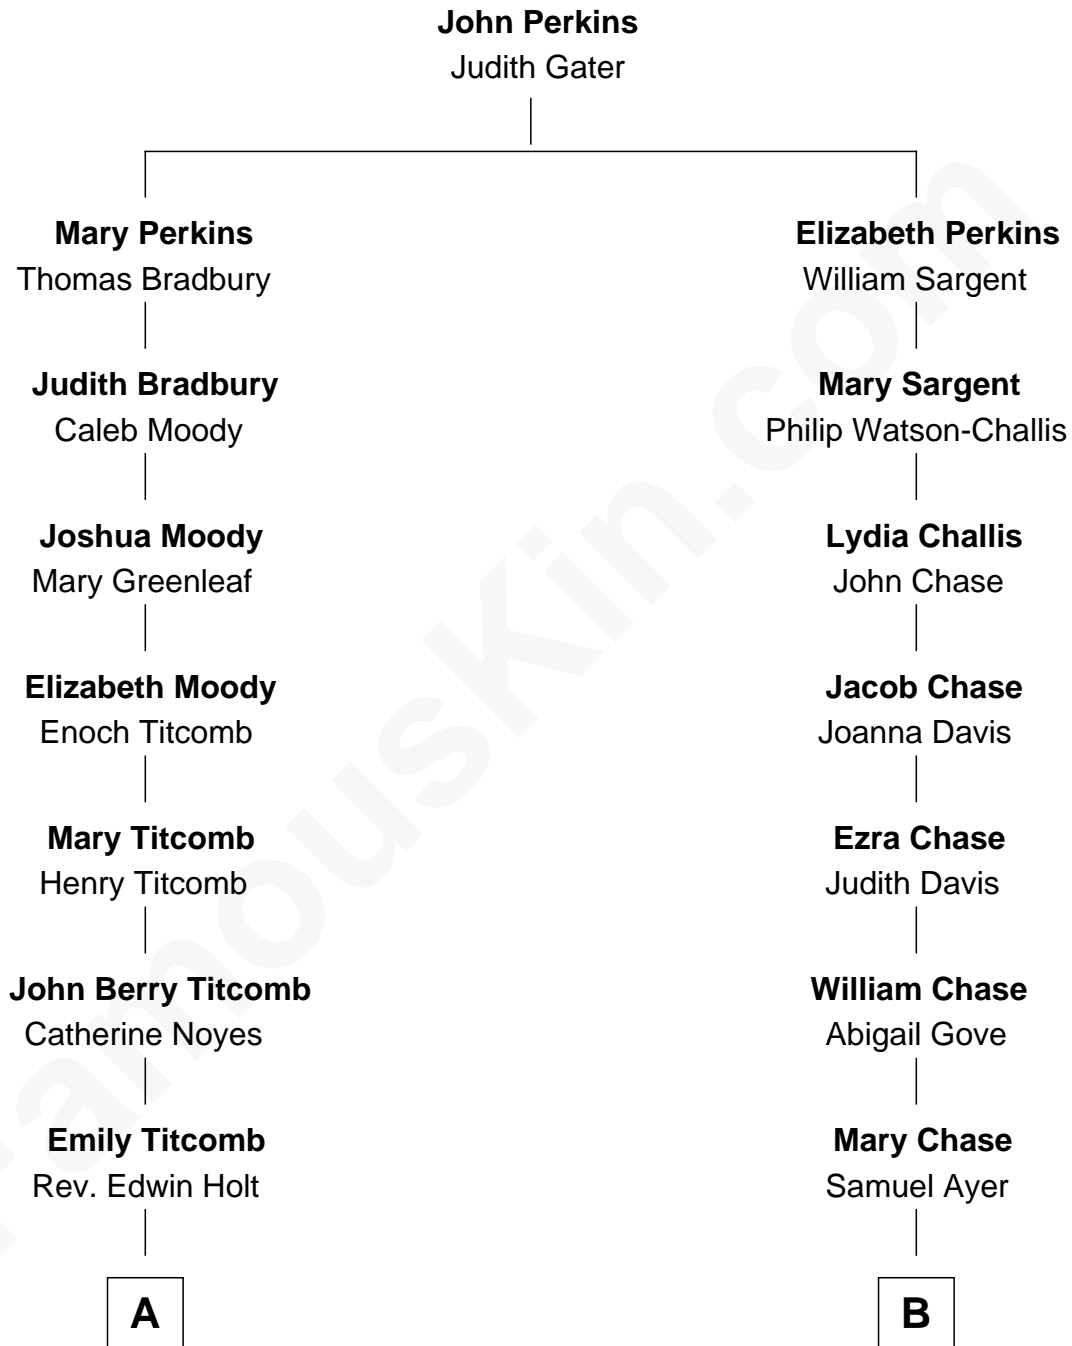 John Perkins
Judith Gater
Mary Perkins
Thomas Bradbury
Elizabeth Perkins
William Sargent
Judith Bradbury
Caleb Moody
Mary Sargent
Philip Watson-Challis
Joshua Moody
Mary Greenleaf
Lydia Challis
John Chase
Elizabeth Moody
Enoch Titcomb
Jacob Chase
Joanna Davis
Mary Titcomb
Henry Titcomb
Ezra Chase
Judith Davis
John Berry Titcomb
Catherine Noyes
William Chase
Abigail Gove
Emily Titcomb
Rev. Edwin Holt
Mary Chase
Samuel Ayer
A
B
FamousKin.com